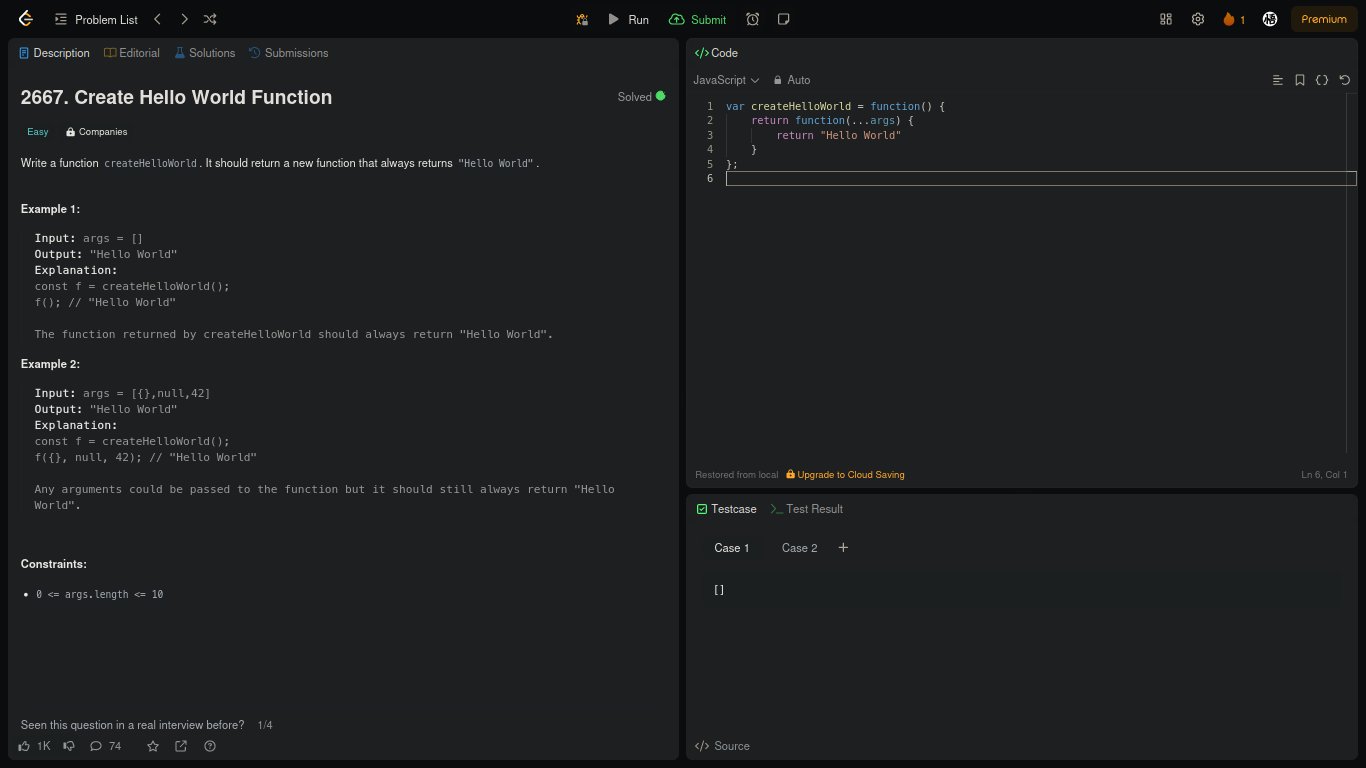 Problem List
Run
Submit
1
Premium
Description
Editorial
Solutions
Submissions
2667. Create Hello World Function
Solved
Easy
Companies
Write a function createHelloWorld. It should return a new function that always returns "Hello World".
Example 1:
Input: args = []
Output: "Hello World"
Explanation:
const f = createHelloWorld();
f(); // "Hello World"
The function returned by createHelloWorld should always return "Hello World".
Example 2:
Input: args = [{},null,42]
Output: "Hello World"
Explanation:
const f = createHelloWorld();
f({}, null, 42); // "Hello World"
Any arguments could be passed to the function but it should still always return "Hello
World".
Constraints:
• 0 <= args.length <= 10
Seen this question in a real interview before? 1/4
1K
74
</> Code
JavaScript
Auto
1 var createHelloWorld = function() {
2     return function(...args) {
3         return "Hello World"
4     }
5 };
6
Restored from local
Upgrade to Cloud Saving
Ln 6, Col 1
Testcase
>_ Test Result
Case 1
Case 2
+
[]
</> Source